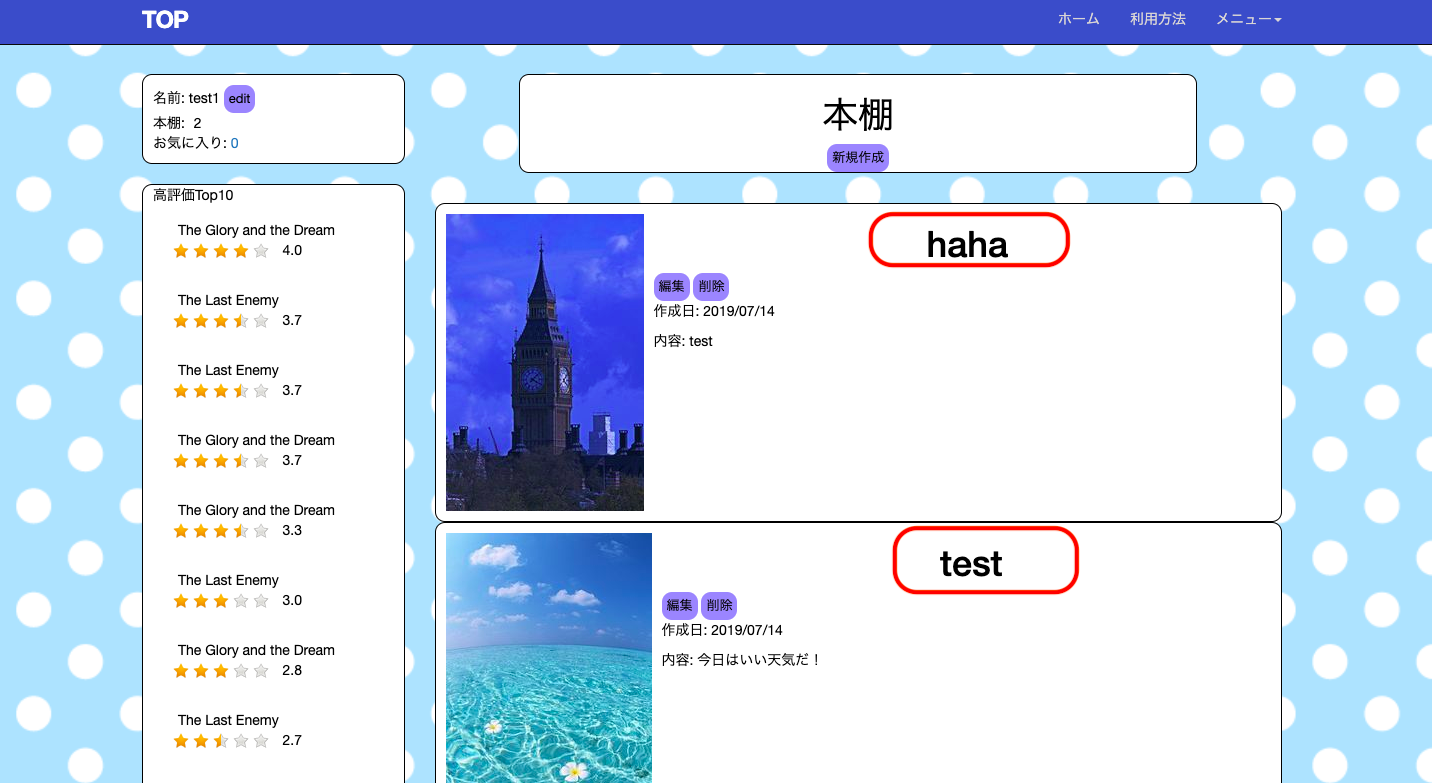 TOP
ホーム 利用方法 メニュー
名前: test1 edit
本棚: 2
お気に入り: 0
高評価Top10
The Glory and the Dream
4.0
The Last Enemy
3.7
The Last Enemy
3.7
The Glory and the Dream
3.7
The Glory and the Dream
3.3
The Last Enemy
3.0
The Glory and the Dream
2.8
The Last Enemy
2.7
本棚
新規作成
haha
編集 削除
作成日: 2019/07/14
内容: test
test
編集 削除
作成日: 2019/07/14
内容: 今日はいい天気だ！